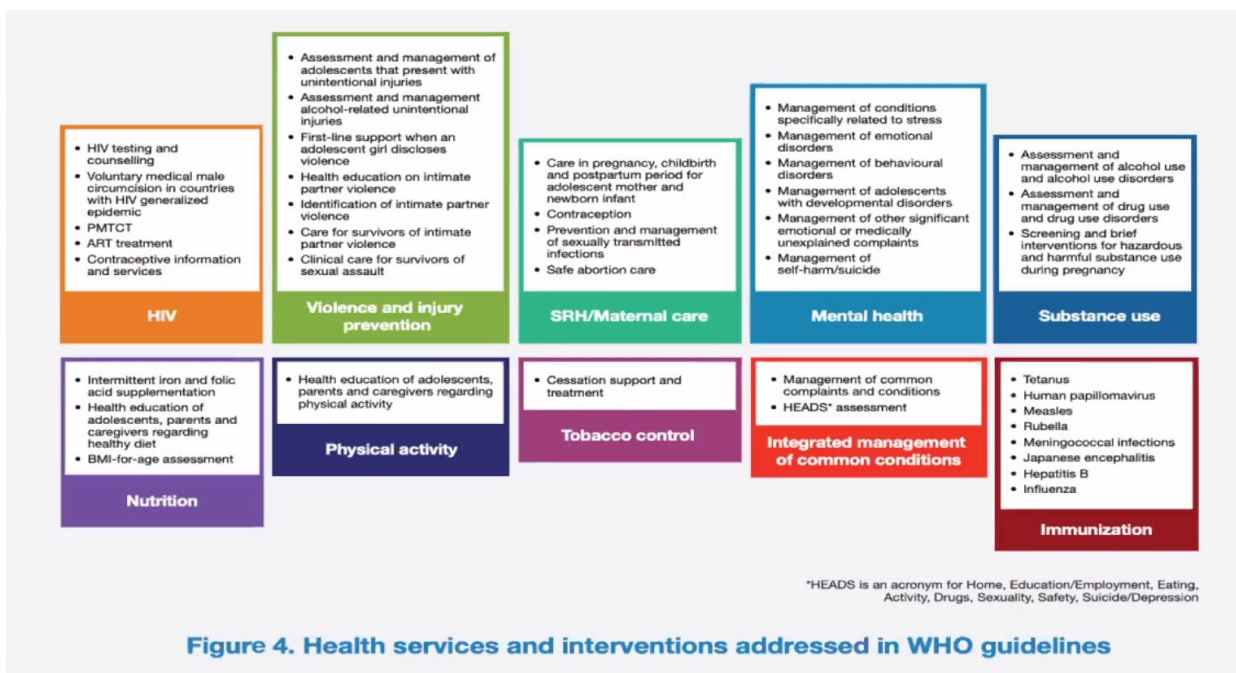 • HIV testing and
counselling
• Voluntary medical male
circumcision in countries
with HIV generalized
epidemic
• PMTCT
• ART treatment
• Contraceptive information
and services
HIV
• Assessment and management of
adolescents that present with
unintentional injuries
• Assessment and management
alcohol-related unintentional
injuries
• First-line support when an
adolescent girl discloses
violence
• Health education on intimate
partner violence
• Identification of intimate partner
violence
• Care for survivors of intimate
partner violence
• Clinical care for survivors of
sexual assault
Violence and injury
prevention
• Care in pregnancy, childbirth
and postpartum period for
adolescent mother and
newborn infant
• Contraception
• Prevention and management
of sexually transmitted
infections
• Safe abortion care
SRH/Maternal care
• Management of conditions
specifically related to stress
• Management of emotional
disorders
• Management of behavioural
disorders
• Management of adolescents
with developmental disorders
• Management of other significant
emotional or medically
unexplained complaints
• Management of
self-harm/suicide
Mental health
• Assessment and
management of alcohol use
and alcohol use disorders
• Assessment and
management of drug use
and drug use disorders
• Screening and brief
interventions for hazardous
and harmful substance use
during pregnancy
Substance use
• Intermittent iron and folic
acid supplementation
• Health education of
adolescents, parents and
caregivers regarding
healthy diet
• BMI-for-age assessment
Nutrition
• Health education of adolescents,
parents and caregivers regarding
physical activity
Physical activity
• Cessation support and
treatment
Tobacco control
• Management of common
complaints and conditions
• HEADS* assessment
Integrated management
of common conditions
• Tetanus
• Human papillomavirus
• Measles
• Rubella
• Meningococcal infections
• Japanese encephalitis
• Hepatitis B
• Influenza
Immunization
*HEADS is an acronym for Home, Education/Employment, Eating,
Activity, Drugs, Sexuality, Safety, Suicide/Depression
Figure 4. Health services and interventions addressed in WHO guidelines